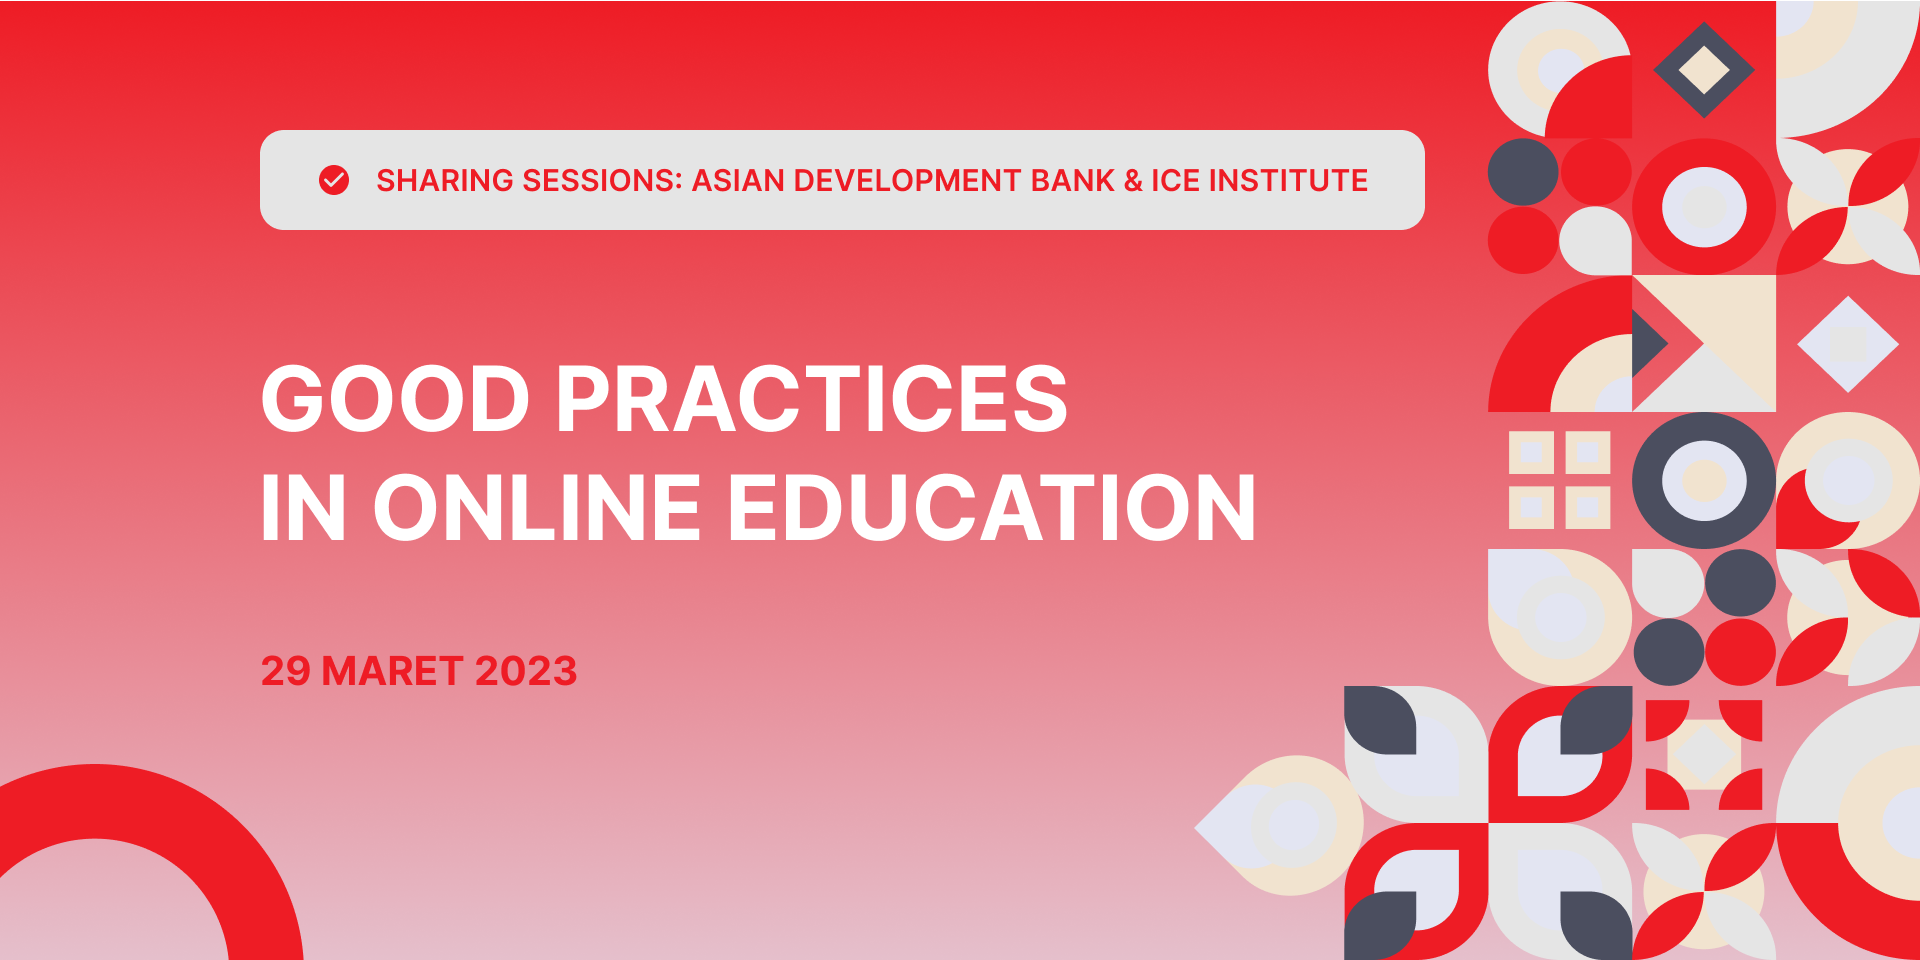 SHARING SESSIONS: ASIAN DEVELOPMENT BANK & ICE INSTITUTE
GOOD PRACTICES
IN ONLINE EDUCATION
29 MARET 2023